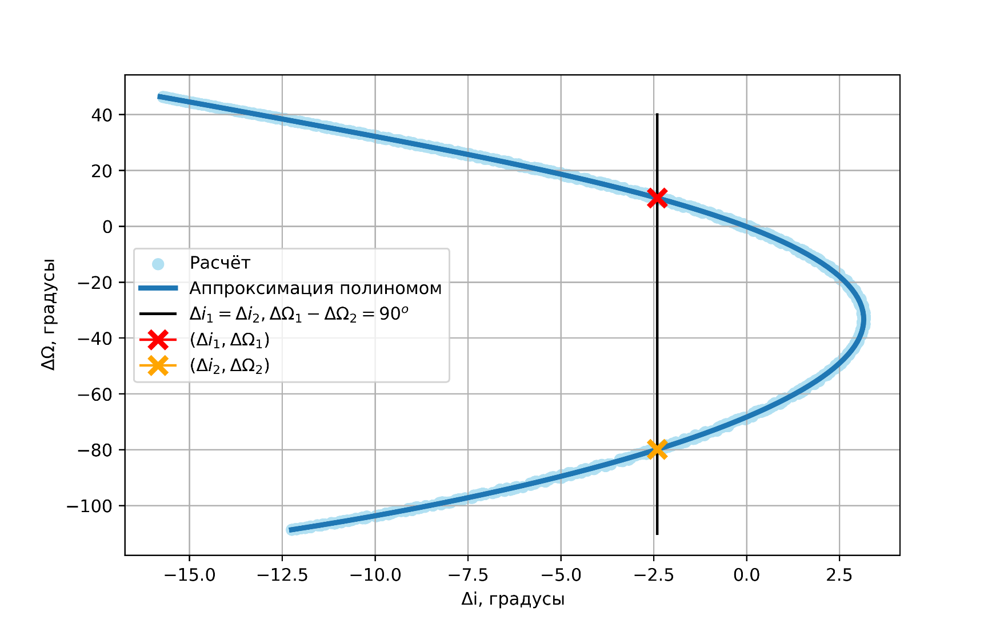 40
20
0
−20
−40
−60
−80
−100
ΔΩ, градусы
Расчёт
Аппроксимация полиномом
Δi₁ = Δi₂, ΔΩ₁ − ΔΩ₂ = 90ᵒ
(Δi₁, ΔΩ₁)
(Δi₂, ΔΩ₂)
−15.0 −12.5 −10.0 −7.5 −5.0 −2.5 0.0 2.5
Δi, градусы